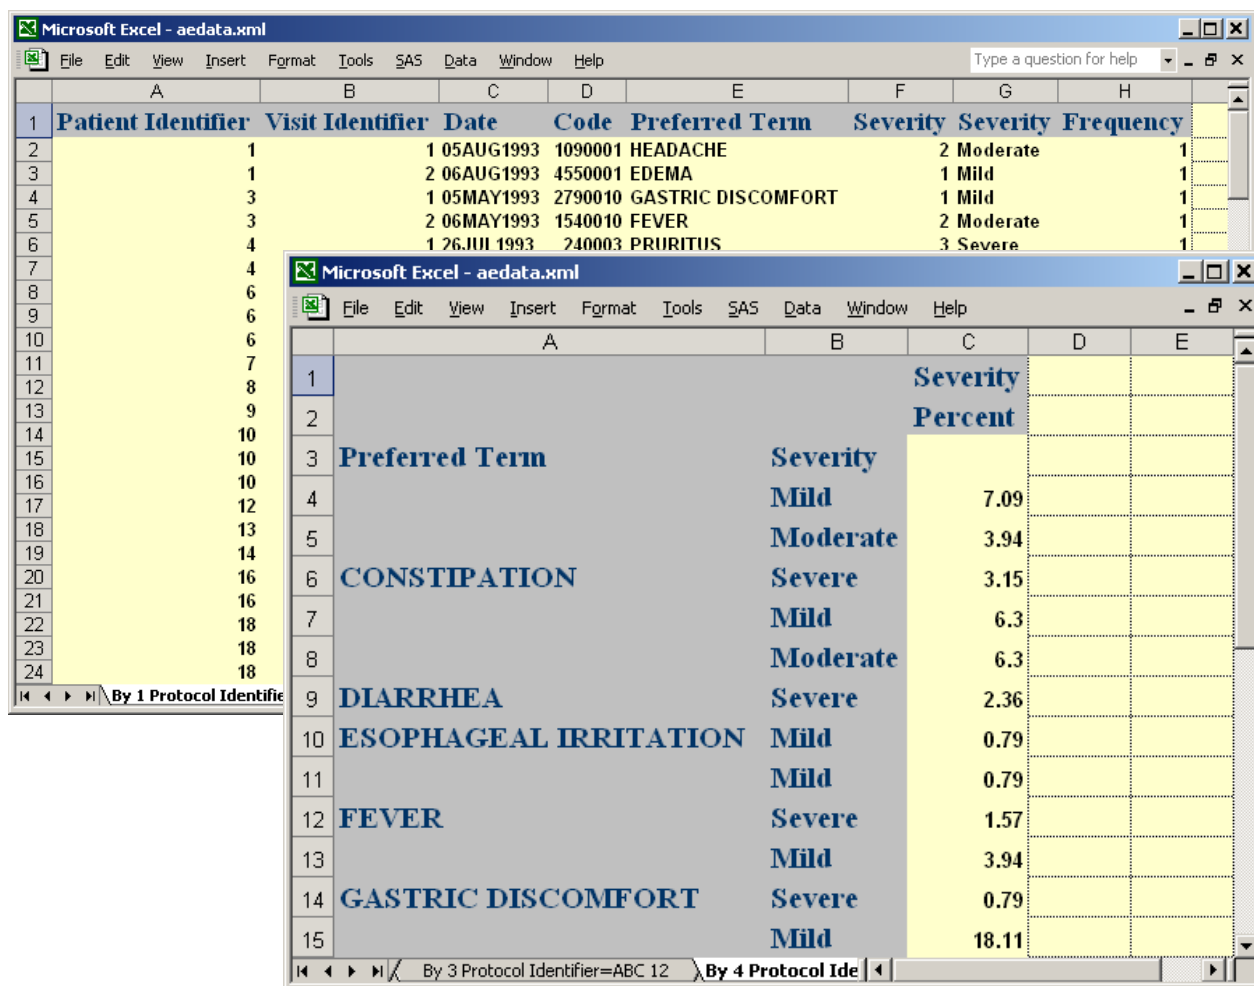 Microsoft Excel - aedata.xml
File Edit View Insert Format Tools SAS Data Window Help Type a question for help
A B C D E F G H
1 Patient Identifier Visit Identifier Date Code Preferred Term Severity Severity Frequency
2 1 1 05AUG1993 1090001 HEADACHE 2 Moderate 1
3 1 2 06AUG1993 4550001 EDEMA 1 Mild 1
4 3 1 05MAY1993 2790010 GASTRIC DISCOMFORT 1 Mild 1
5 3 2 06MAY1993 1540010 FEVER 2 Moderate 1
6 4 1 26JUL1993 240003 PRURITUS 3 Severe 1
7 4
8 6
9 6
10 6
11 7
12 8
13 9
14 10
15 10
16 10
17 12
18 13
19 14
20 16
21 16
22 18
23 18
24 18
By 1 Protocol Identifie
Microsoft Excel - aedata.xml
File Edit View Insert Format Tools SAS Data Window Help
A B C D E
1 Severity
2 Percent
3 Preferred Term Severity
4 Mild 7.09
5 Moderate 3.94
6 CONSTIPATION Severe 3.15
7 Mild 6.3
8 Moderate 6.3
9 DIARRHEA Severe 2.36
10 ESOPHAGEAL IRRITATION Mild 0.79
11 Mild 0.79
12 FEVER Severe 1.57
13 Mild 3.94
14 GASTRIC DISCOMFORT Severe 0.79
15 Mild 18.11
By 3 Protocol Identifier=ABC 12 By 4 Protocol Ide